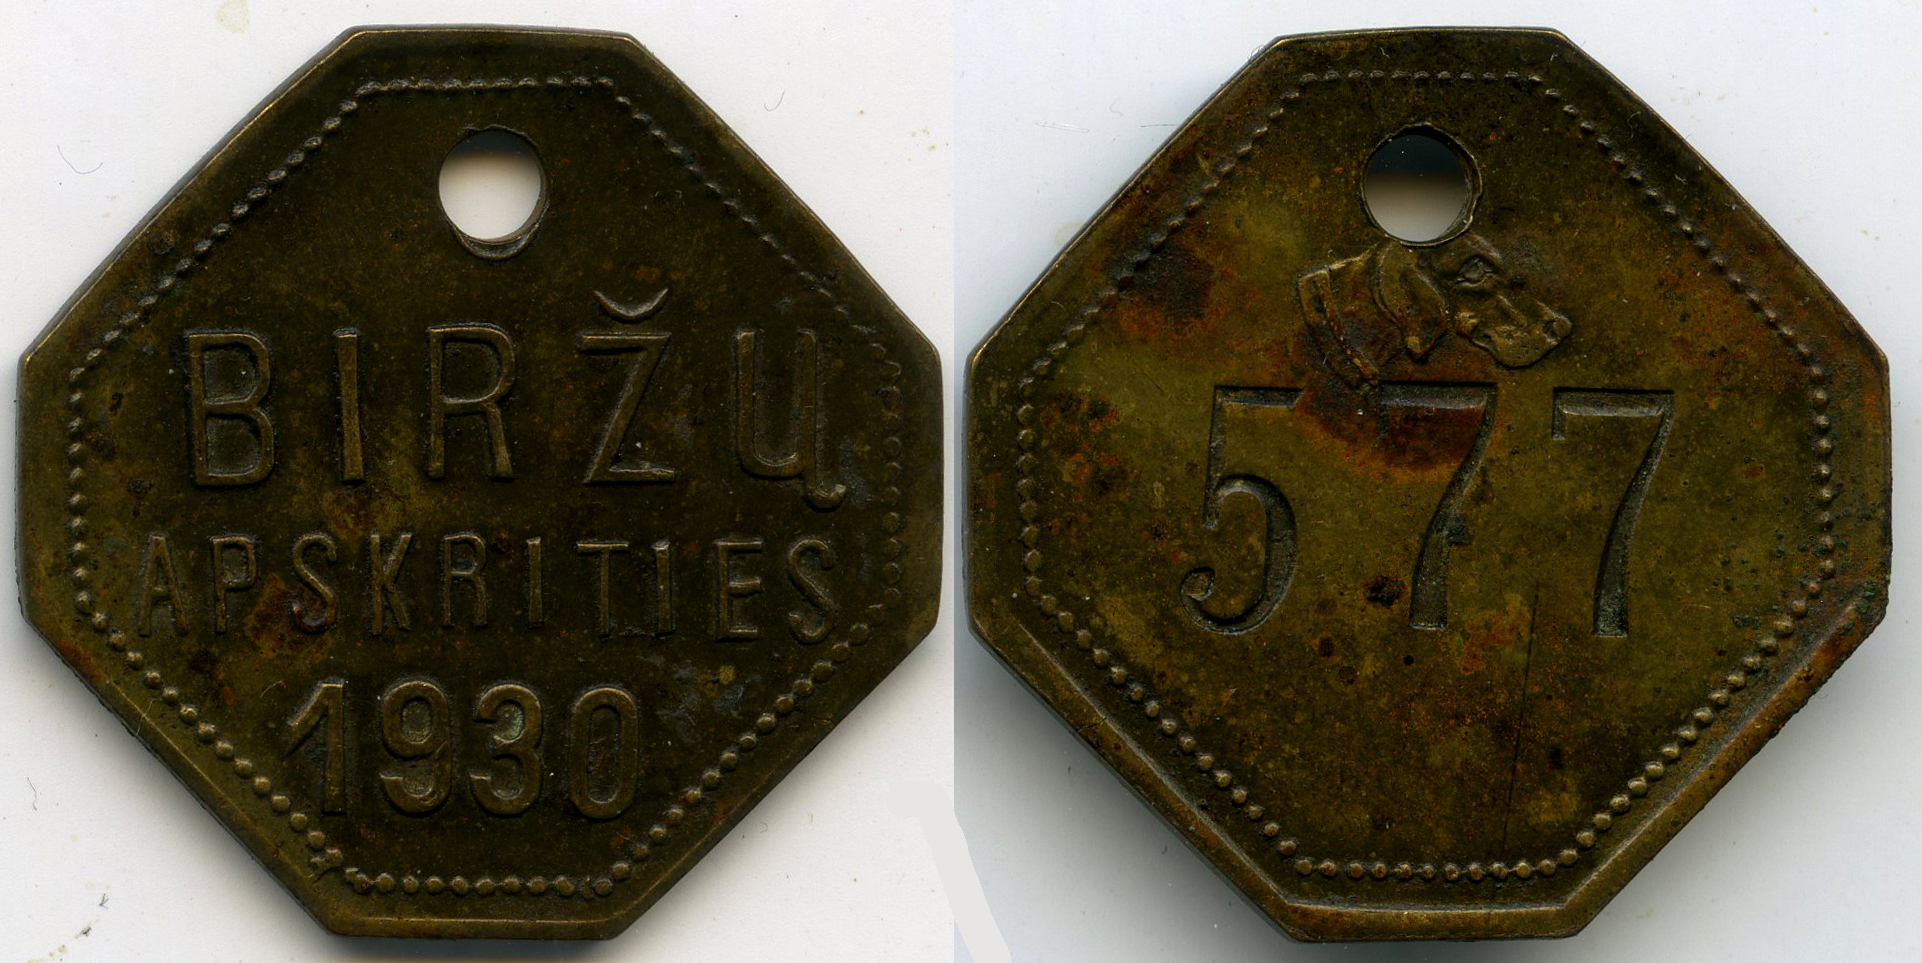 BIRŽŲ
APSKRITIES
1930
577